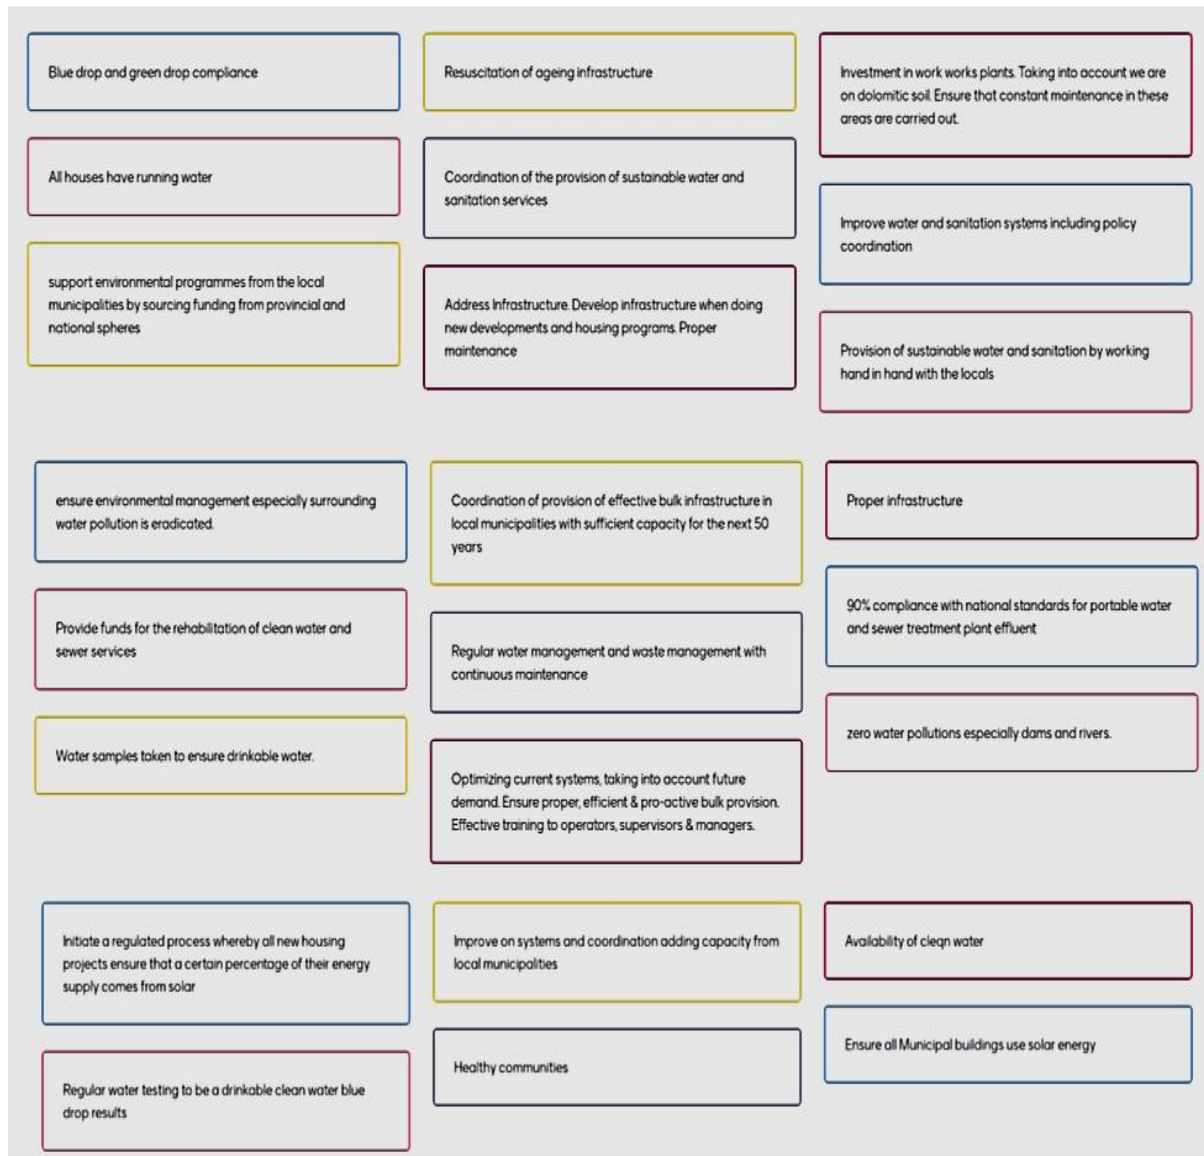 Blue drop and green drop compliance
All houses have running water
support environmental programmes from the local
municipalities by sourcing funding from provincial and
national spheres
Resuscitation of ageing infrastructure
Coordination of the provision of sustainable water and
sanitation services
Address Infrastructure. Develop infrastructure when doing
new developments and housing programs. Proper
maintenance
Investment in work works plants. Taking into account we are
on dolomitic soil. Ensure that constant maintenance in these
areas are carried out.
Improve water and sanitation systems including policy
coordination
Provision of sustainable water and sanitation by working
hand in hand with the locals
ensure environmental management especially surrounding
water pollution is eradicated.
Provide funds for the rehabilitation of clean water and
sewer services
Water samples taken to ensure drinkable water.
Coordination of provision of effective bulk infrastructure in
local municipalities with sufficient capacity for the next 50
years
Regular water management and waste management with
continuous maintenance
Optimizing current systems, taking into account future
demand. Ensure proper, efficient & pro-active bulk provision.
Effective training to operators, supervisors & managers.
Proper infrastructure
90% compliance with national standards for portable water
and sewer treatment plant effluent
zero water pollutions especially dams and rivers.
Initiate a regulated process whereby all new housing
projects ensure that a certain percentage of their energy
supply comes from solar
Regular water testing to be a drinkable clean water blue
drop results
Improve on systems and coordination adding capacity from
local municipalities
Healthy communities
Availability of cleqn water
Ensure all Municipal buildings use solar energy